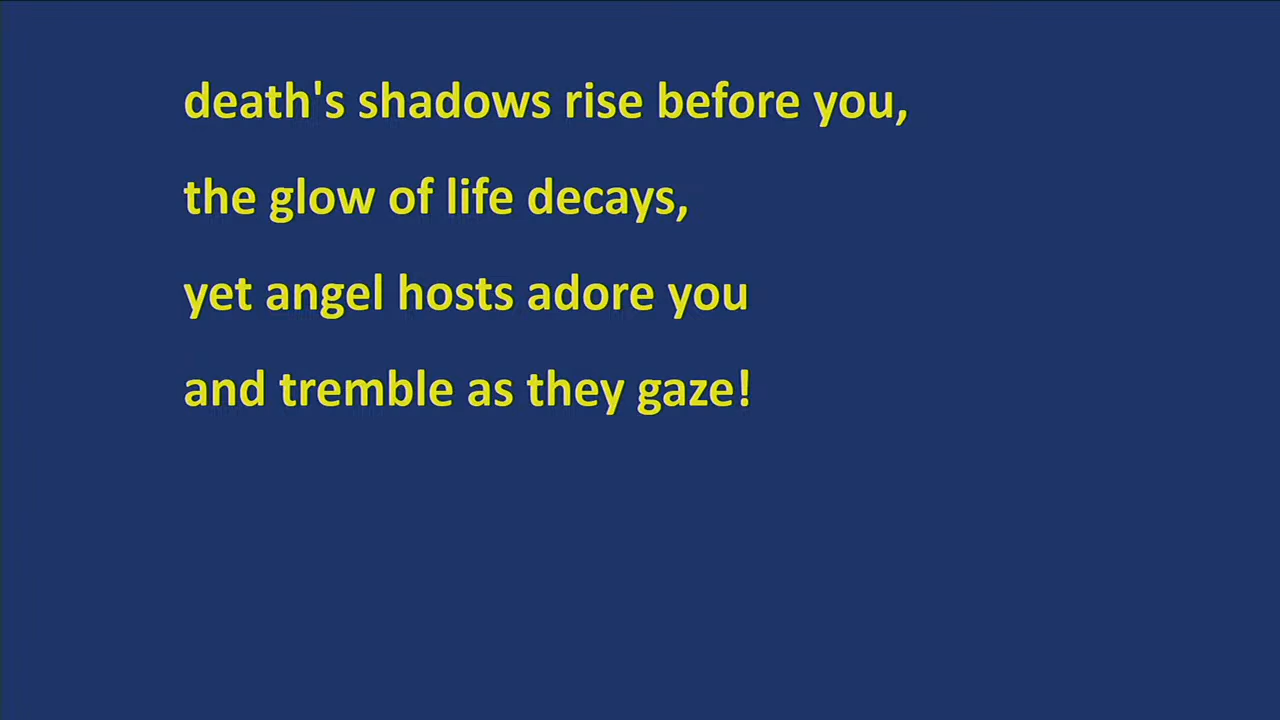 death's shadows rise before you,
the glow of life decays,
yet angel hosts adore you
and tremble as they gaze!